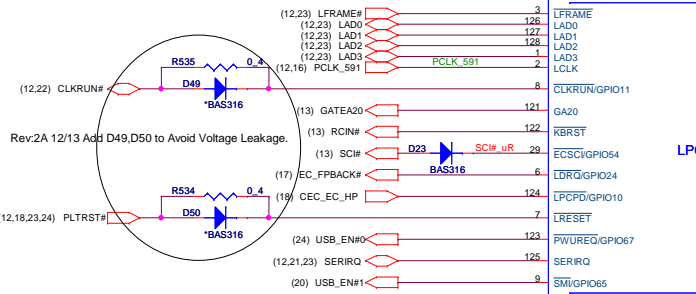 (12,23) LFRAME# 3 LFRAME
(12,23) LAD0 126 LAD0
(12,23) LAD1 127 LAD1
(12,23) LAD2 128 LAD2
(12,23) LAD3 1 LAD3
(12,16) PCLK_591 PCLK_591 2 LCLK
R535 0_4
(12,22) CLKRUN# D49 8 CLKRUN/GPIO11
*BAS316
(13) GATEA20 121 GA20
Rev:2A 12/13 Add D49,D50 to Avoid Voltage Leakage.
(13) RCIN# 122 KBRST
(13) SCI# D23 SCI#_uR 29 ECSCI/GPIO54
BAS316
LP
(17) EC_FPBACK# 6 LDRQ/GPIO24
R534 0_4
(18) CEC_EC_HP 124 LPCPD/GPIO10
(12,18,23,24) PLTRST# D50 7 LRESET
*BAS316
(24) USB_EN#0 123 PWUREQ/GPIO67
(12,21,23) SERIRQ 125 SERIRQ
(20) USB_EN#1 9 SMI/GPIO65